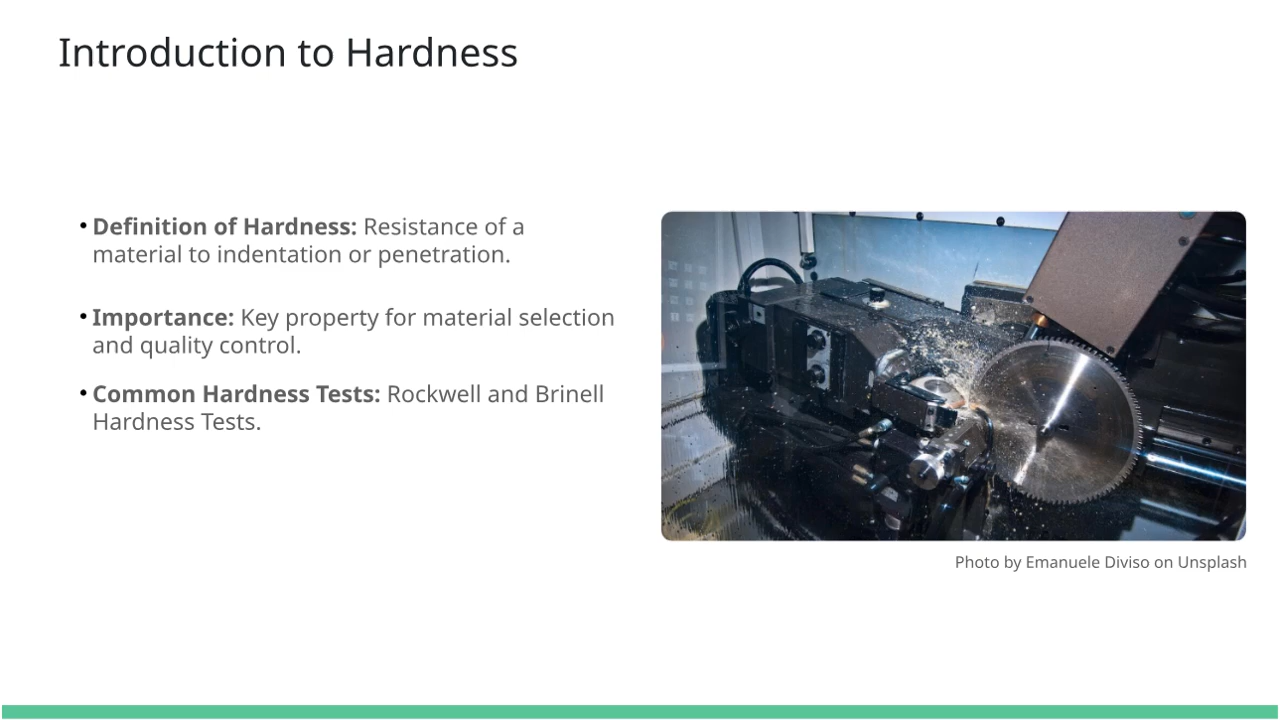 Introduction to Hardness
• Definition of Hardness: Resistance of a
material to indentation or penetration.
• Importance: Key property for material selection
and quality control.
• Common Hardness Tests: Rockwell and Brinell
Hardness Tests.
Photo by Emanuele Diviso on Unsplash